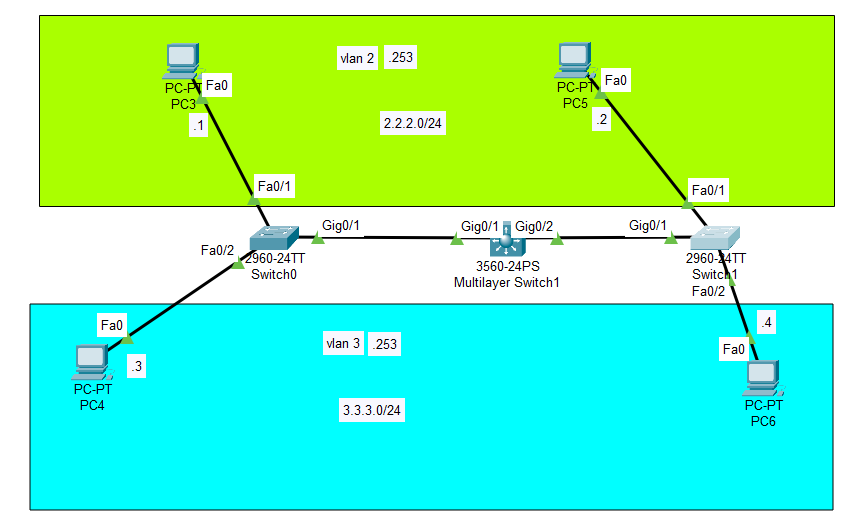 vlan 2 .253
PC-PT
PC3
Fa0
.1
PC-PT
PC5
Fa0
.2
2.2.2.0/24
Fa0/1
Fa0/1
Gig0/1
Gig0/1
Gig0/2
Gig0/1
Fa0/2
2960-24TT
Switch0
3560-24PS
Multilayer Switch1
2960-24TT
Switch1
Fa0/2
Fa0
.3
PC-PT
PC4
vlan 3 .253
3.3.3.0/24
.4
Fa0
PC-PT
PC6